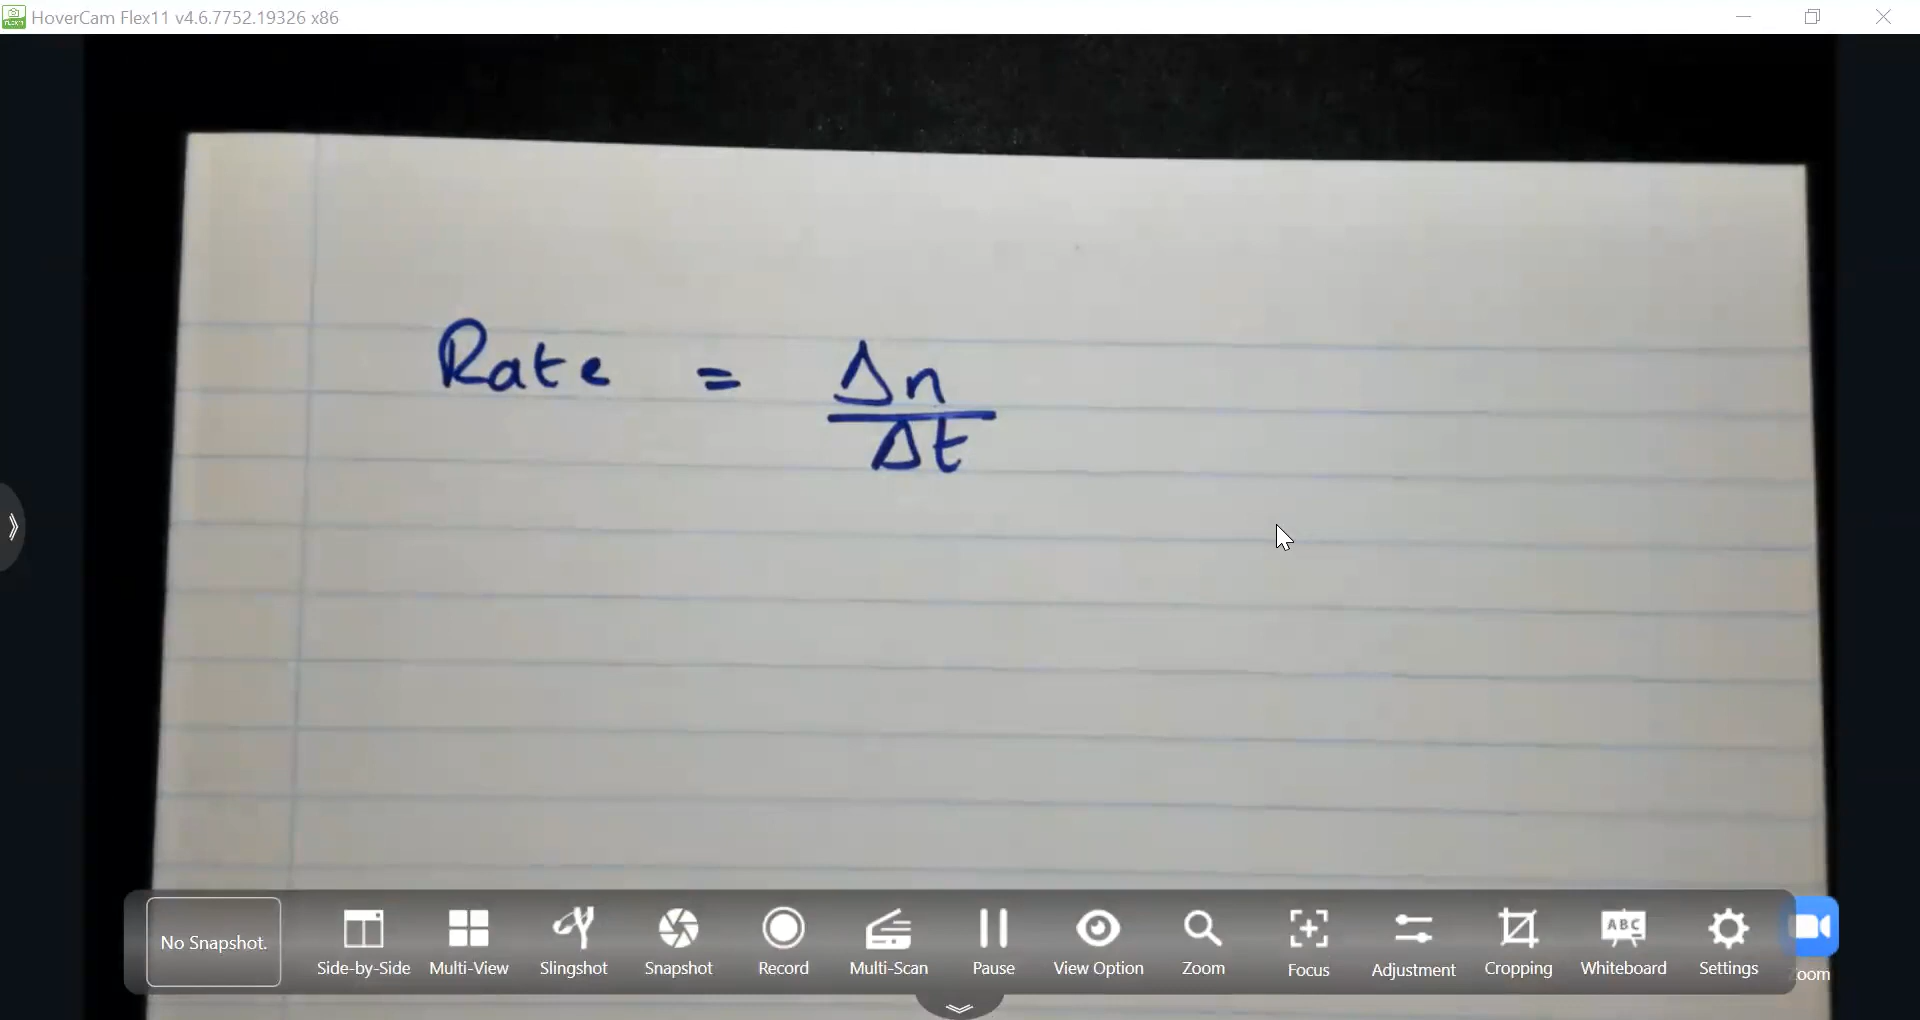 HoverCam Flex11 v4.6.7752.19326 x86
Rate = Δn
Δt
No Snapshot.
Side-by-Side
Multi-View
Slingshot
Snapshot
Record
Multi-Scan
Pause
View Option
Zoom
Focus
Adjustment
Cropping
ABC
Whiteboard
Settings
Zoom